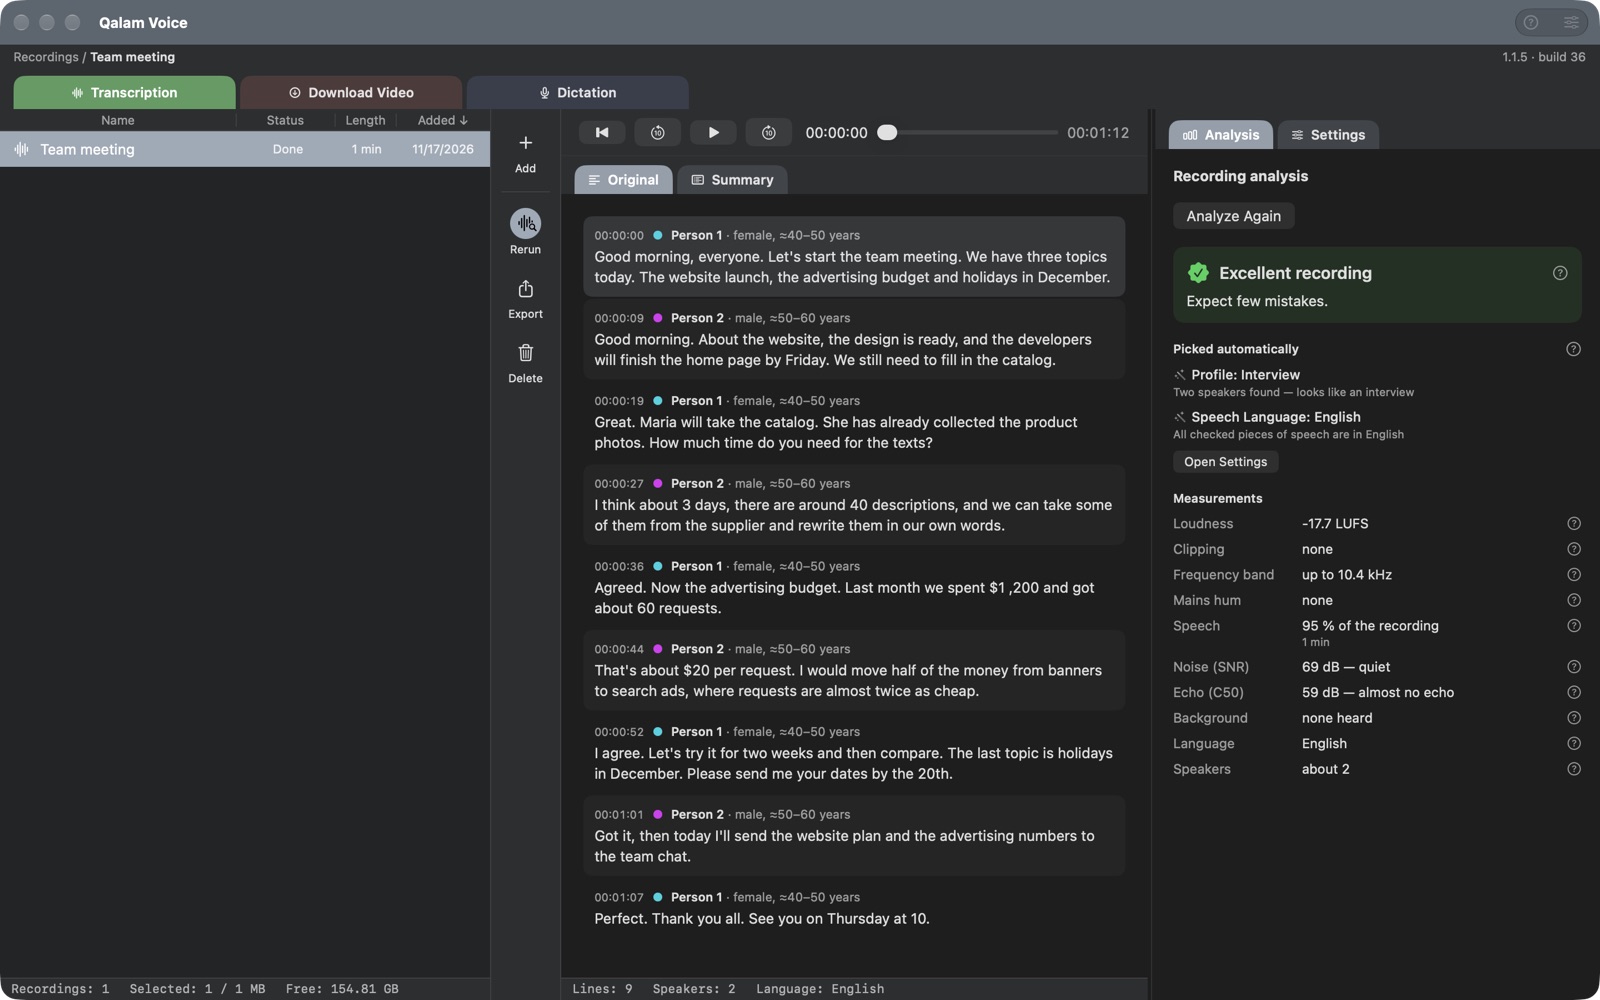 Qalam Voice
Recordings / Team meeting
1.1.5 · build 36
Transcription
Download Video
Dictation
Name Status Length Added ↓
Team meeting Done 1 min 11/17/2026
Add
Rerun
Export
Delete
10
10
00:00:00
00:01:12
Original
Summary
00:00:00 Person 1 · female, ≈40–50 years
Good morning, everyone. Let's start the team meeting. We have three topics
today. The website launch, the advertising budget and holidays in December.
00:00:09 Person 2 · male, ≈50–60 years
Good morning. About the website, the design is ready, and the developers
will finish the home page by Friday. We still need to fill in the catalog.
00:00:19 Person 1 · female, ≈40–50 years
Great. Maria will take the catalog. She has already collected the product
photos. How much time do you need for the texts?
00:00:27 Person 2 · male, ≈50–60 years
I think about 3 days, there are around 40 descriptions, and we can take some
of them from the supplier and rewrite them in our own words.
00:00:36 Person 1 · female, ≈40–50 years
Agreed. Now the advertising budget. Last month we spent $1 ,200 and got
about 60 requests.
00:00:44 Person 2 · male, ≈50–60 years
That's about $20 per request. I would move half of the money from banners
to search ads, where requests are almost twice as cheap.
00:00:52 Person 1 · female, ≈40–50 years
I agree. Let's try it for two weeks and then compare. The last topic is holidays
in December. Please send me your dates by the 20th.
00:01:01 Person 2 · male, ≈50–60 years
Got it, then today I'll send the website plan and the advertising numbers to
the team chat.
00:01:07 Person 1 · female, ≈40–50 years
Perfect. Thank you all. See you on Thursday at 10.
Analysis
Settings
Recording analysis
Analyze Again
Excellent recording
Expect few mistakes.
Picked automatically
Profile: Interview
Two speakers found — looks like an interview
Speech Language: English
All checked pieces of speech are in English
Open Settings
Measurements
Loudness -17.7 LUFS
Clipping none
Frequency band up to 10.4 kHz
Mains hum none
Speech 95 % of the recording
1 min
Noise (SNR) 69 dB — quiet
Echo (C50) 59 dB — almost no echo
Background none heard
Language English
Speakers about 2
Recordings: 1 Selected: 1 / 1 MB Free: 154.81 GB
Lines: 9 Speakers: 2 Language: English